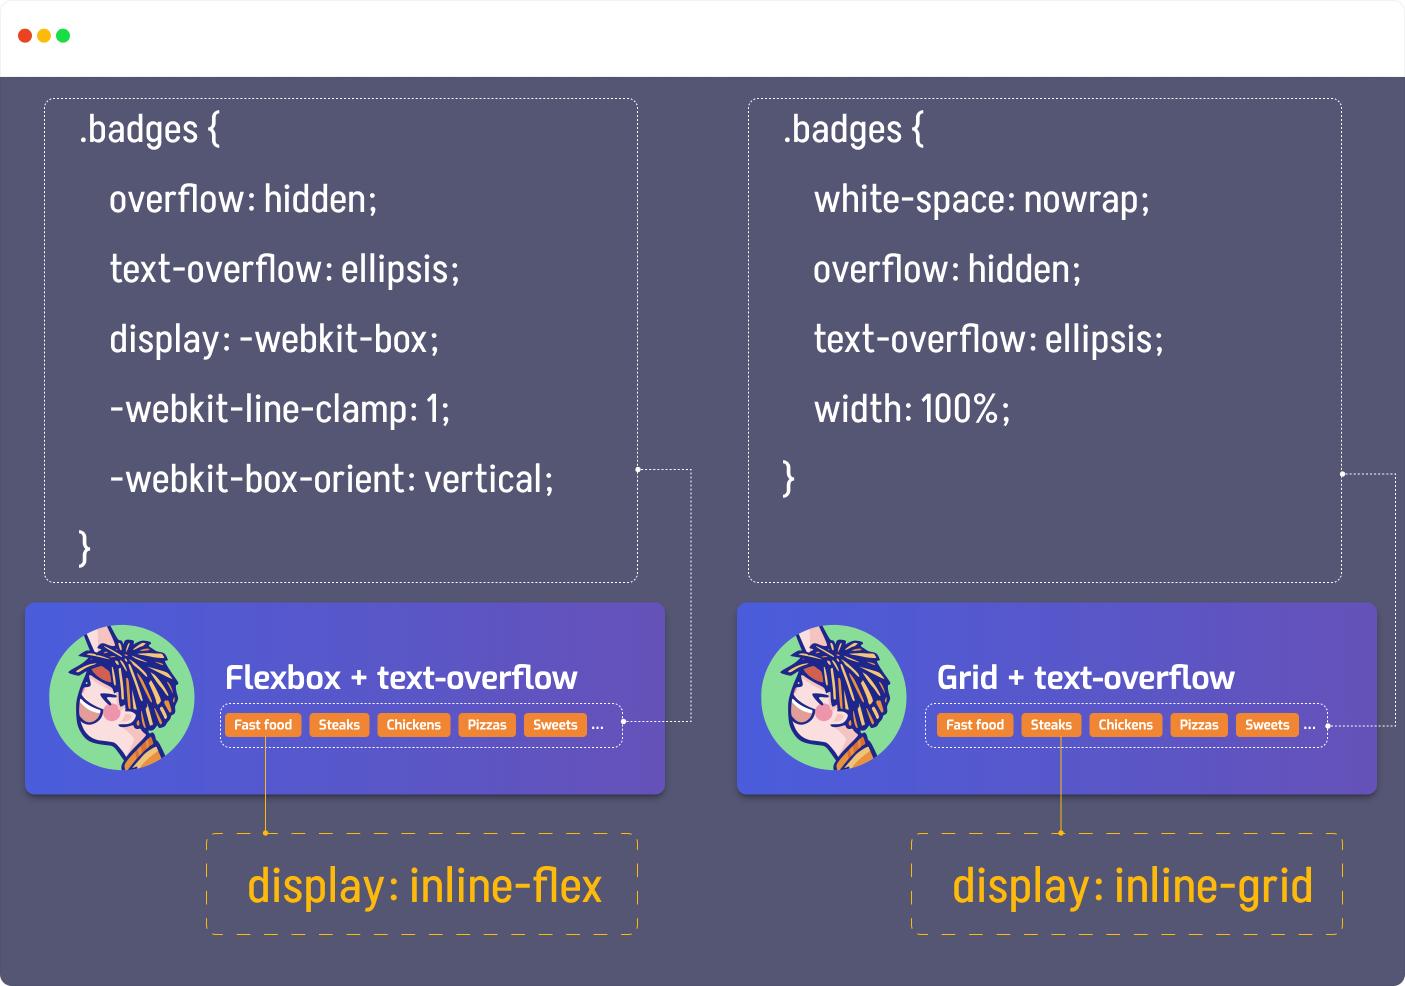 .badges {
overflow: hidden;
text-overflow: ellipsis;
display: -webkit-box;
-webkit-line-clamp: 1;
-webkit-box-orient: vertical;
}
Flexbox + text-overflow
Fast food Steaks Chickens Pizzas Sweets ...
display: inline-flex
.badges {
white-space: nowrap;
overflow: hidden;
text-overflow: ellipsis;
width: 100%;
}
Grid + text-overflow
Fast food Steaks Chickens Pizzas Sweets ...
display: inline-grid